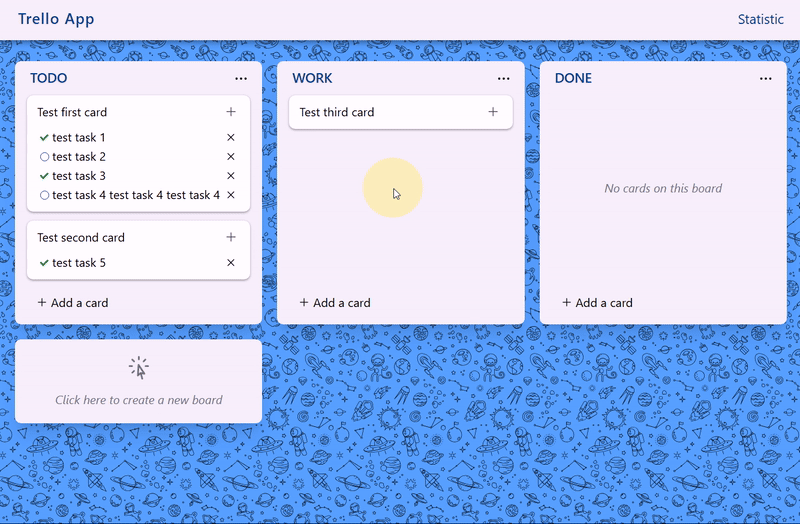 Trello App
Statistic
TODO
Test first card
test task 1
test task 2
test task 3
test task 4 test task 4 test task 4
Test second card
test task 5
Add a card
WORK
Test third card
Add a card
DONE
No cards on this board
Add a card
Click here to create a new board